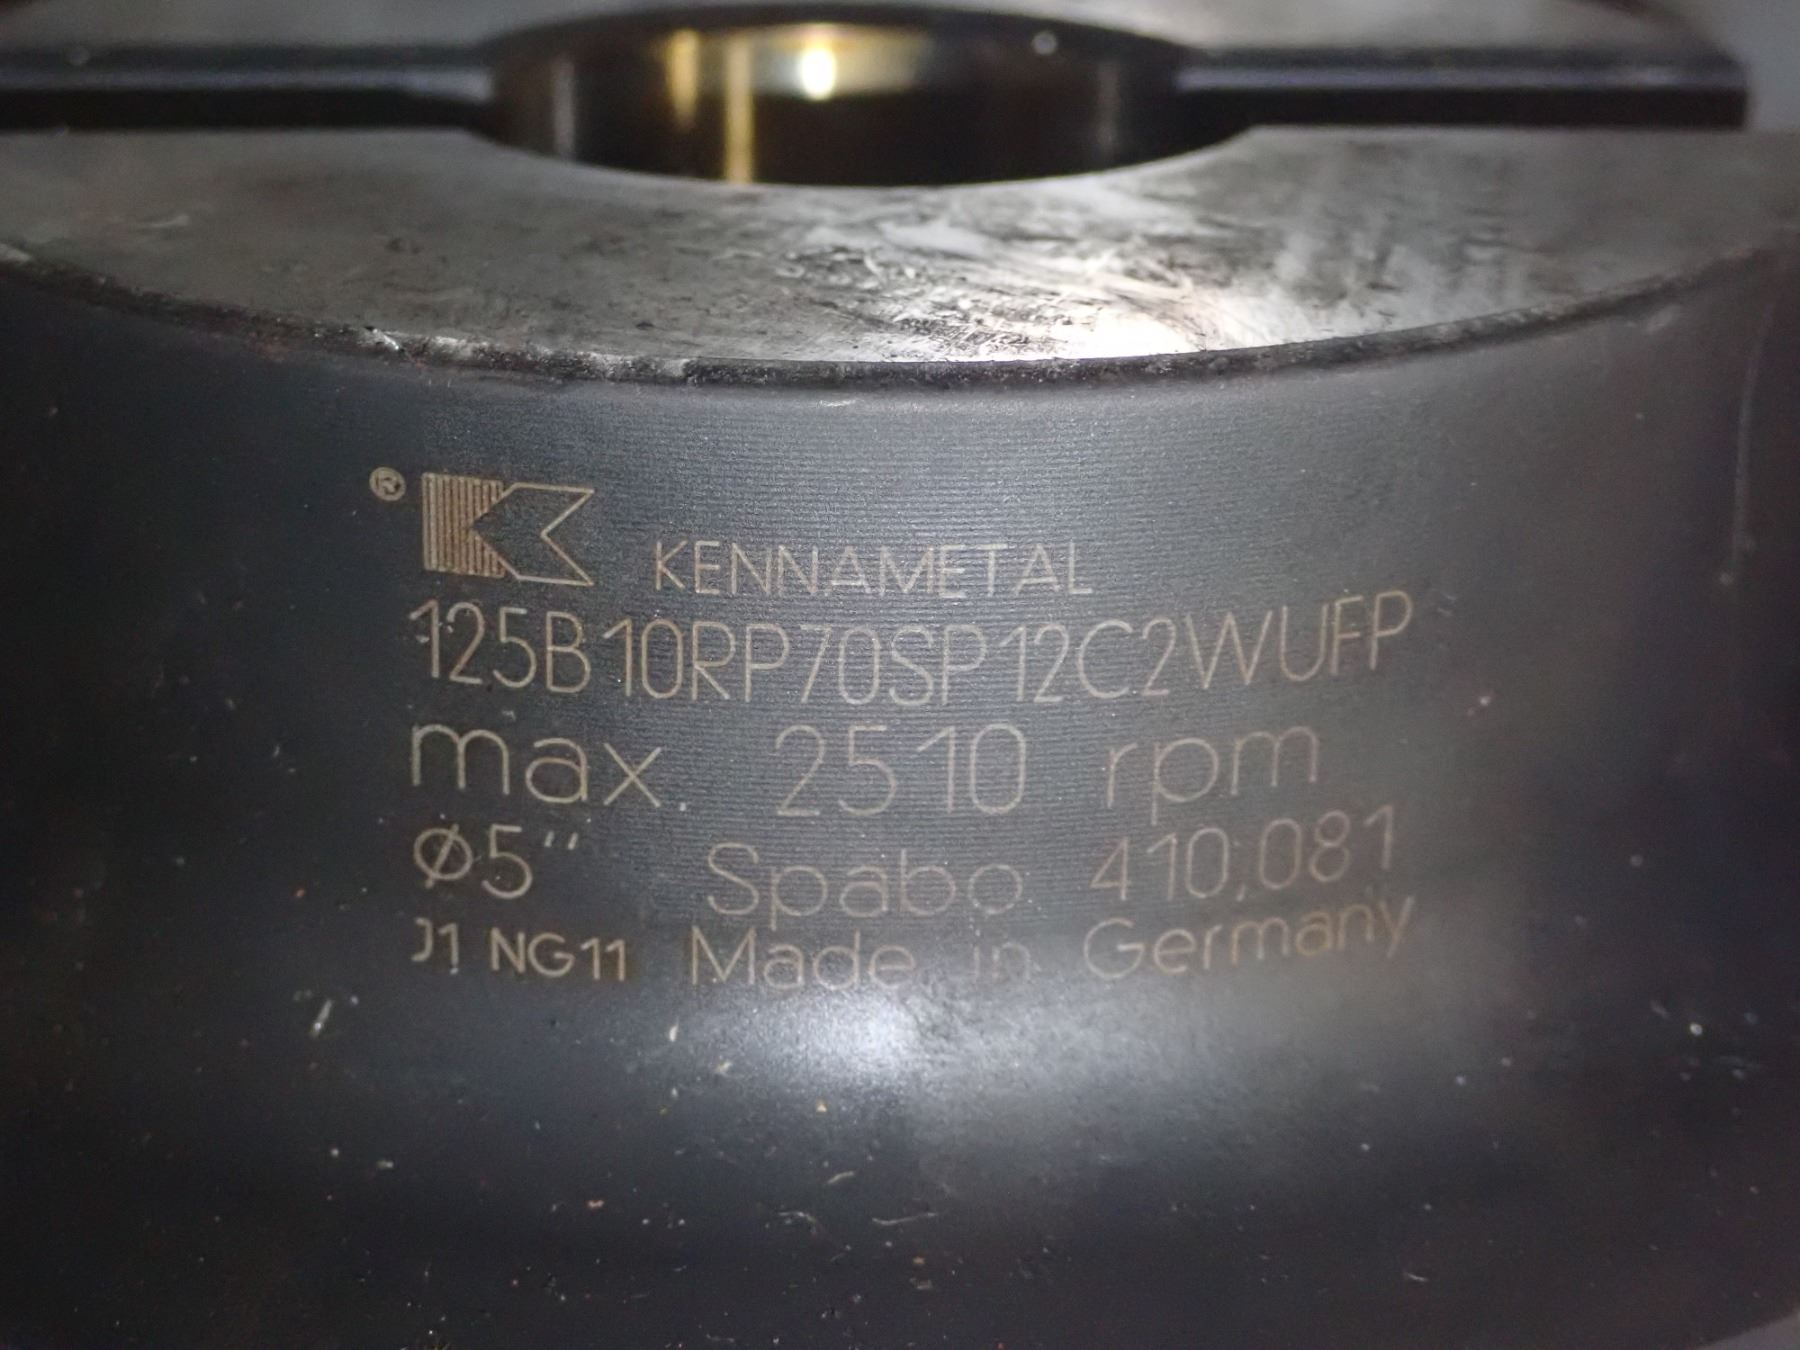 ® K KENNAMETAL
125B10RP70SP12C2WUFP
max 2510 rpm
ø5" Spabo 410,081
J1 NG11 Made in Germany